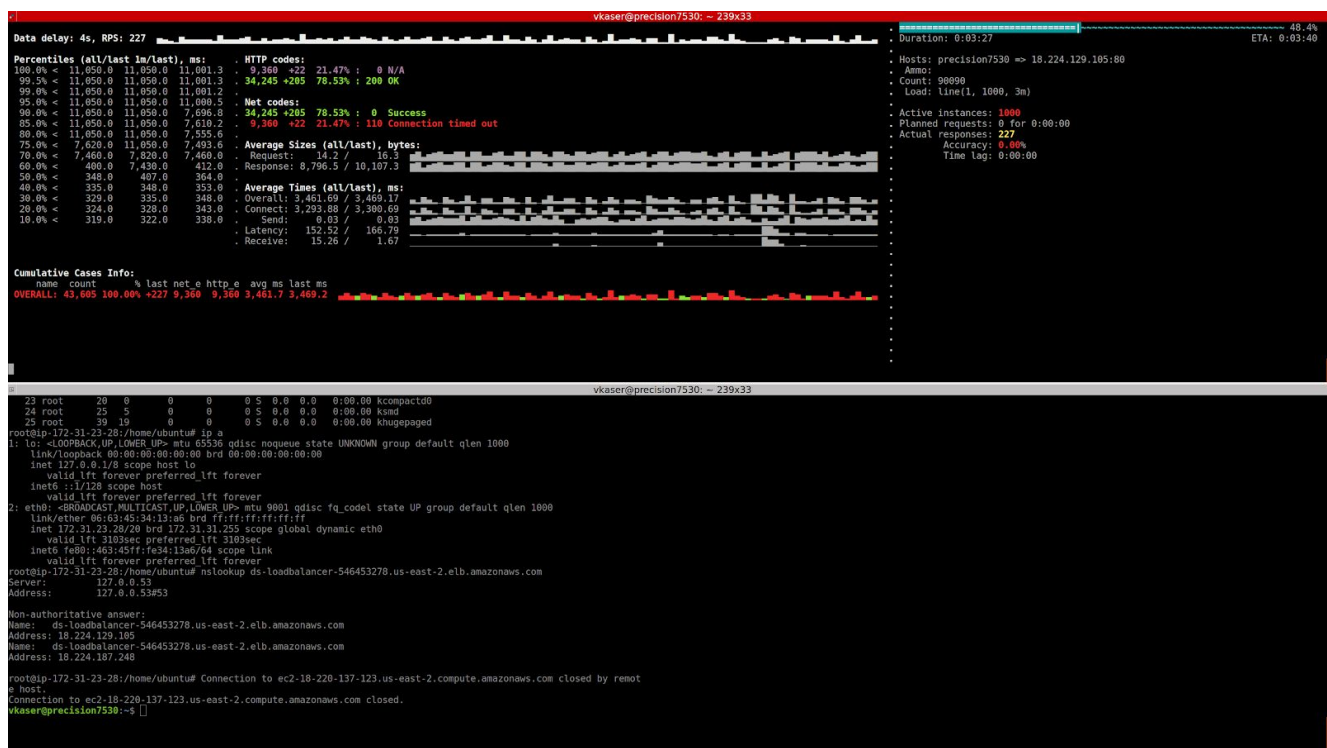 vkaser@precision7530: ~ 239x33
Data delay: 4s, RPS: 227
Percentiles (all/last 1m/last), ms:
100.0% < 11,050.0 11,050.0 11,001.3
99.5% < 11,050.0 11,050.0 11,001.3
99.0% < 11,050.0 11,050.0 11,001.2
95.0% < 11,050.0 11,050.0 11,000.5
90.0% < 11,050.0 11,050.0 7,696.8
85.0% < 11,050.0 11,050.0 7,610.2
80.0% < 11,050.0 11,050.0 7,555.6
75.0% < 7,620.0 11,050.0 7,493.6
70.0% < 7,460.0 7,820.0 7,460.0
60.0% < 400.0 7,430.0 412.0
50.0% < 348.0 407.0 364.0
40.0% < 335.0 348.0 353.0
30.0% < 329.0 335.0 348.0
20.0% < 324.0 328.0 343.0
10.0% < 319.0 322.0 338.0
HTTP codes:
9,360 +22 21.47% : 0 N/A
34,245 +205 78.53% : 200 OK
Net codes:
34,245 +205 78.53% : 0 Success
9,360 +22 21.47% : 110 Connection timed out
Average Sizes (all/last), bytes:
Request: 14.2 / 16.3
Response: 8,796.5 / 10,107.3
Average Times (all/last), ms:
Overall: 3,461.69 / 3,469.17
Connect: 3,293.88 / 3,300.69
Send: 0.03 / 0.03
Latency: 152.52 / 166.79
Receive: 15.26 / 1.67
Cumulative Cases Info:
name count % last net_e http_e avg ms last ms
OVERALL: 43,605 100.00% +227 9,360 9,360 3,461.7 3,469.2
48.4%
Duration: 0:03:27 ETA: 0:03:40
Hosts: precision7530 => 18.224.129.105:80
Ammo:
Count: 90090
Load: line(1, 1000, 3m)
Active instances: 1000
Planned requests: 0 for 0:00:00
Actual responses: 227
Accuracy: 0.00%
Time lag: 0:00:00
vkaser@precision7530: ~ 239x33
23 root 20 0 0 0 0 S 0.0 0.0 0:00.00 kcompactd0
24 root 25 5 0 0 0 S 0.0 0.0 0:00.00 ksmd
25 root 39 19 0 0 0 S 0.0 0.0 0:00.00 khugepaged
root@ip-172-31-23-28:/home/ubuntu# ip a
1: lo: <LOOPBACK,UP,LOWER_UP> mtu 65536 qdisc noqueue state UNKNOWN group default qlen 1000
link/loopback 00:00:00:00:00:00 brd 00:00:00:00:00:00
inet 127.0.0.1/8 scope host lo
valid_lft forever preferred_lft forever
inet6 ::1/128 scope host
valid_lft forever preferred_lft forever
2: eth0: <BROADCAST,MULTICAST,UP,LOWER_UP> mtu 9001 qdisc fq_codel state UP group default qlen 1000
link/ether 06:63:45:34:13:a6 brd ff:ff:ff:ff:ff:ff
inet 172.31.23.28/20 brd 172.31.31.255 scope global dynamic eth0
valid_lft 3103sec preferred_lft 3103sec
inet6 fe80::463:45ff:fe34:13a6/64 scope link
valid_lft forever preferred_lft forever
root@ip-172-31-23-28:/home/ubuntu# nslookup ds-loadbalancer-546453278.us-east-2.elb.amazonaws.com
Server: 127.0.0.53
Address: 127.0.0.53#53
Non-authoritative answer:
Name: ds-loadbalancer-546453278.us-east-2.elb.amazonaws.com
Address: 18.224.129.105
Name: ds-loadbalancer-546453278.us-east-2.elb.amazonaws.com
Address: 18.224.187.248
root@ip-172-31-23-28:/home/ubuntu# Connection to ec2-18-220-137-123.us-east-2.compute.amazonaws.com closed by remot
e host.
Connection to ec2-18-220-137-123.us-east-2.compute.amazonaws.com closed.
vkaser@precision7530:~$